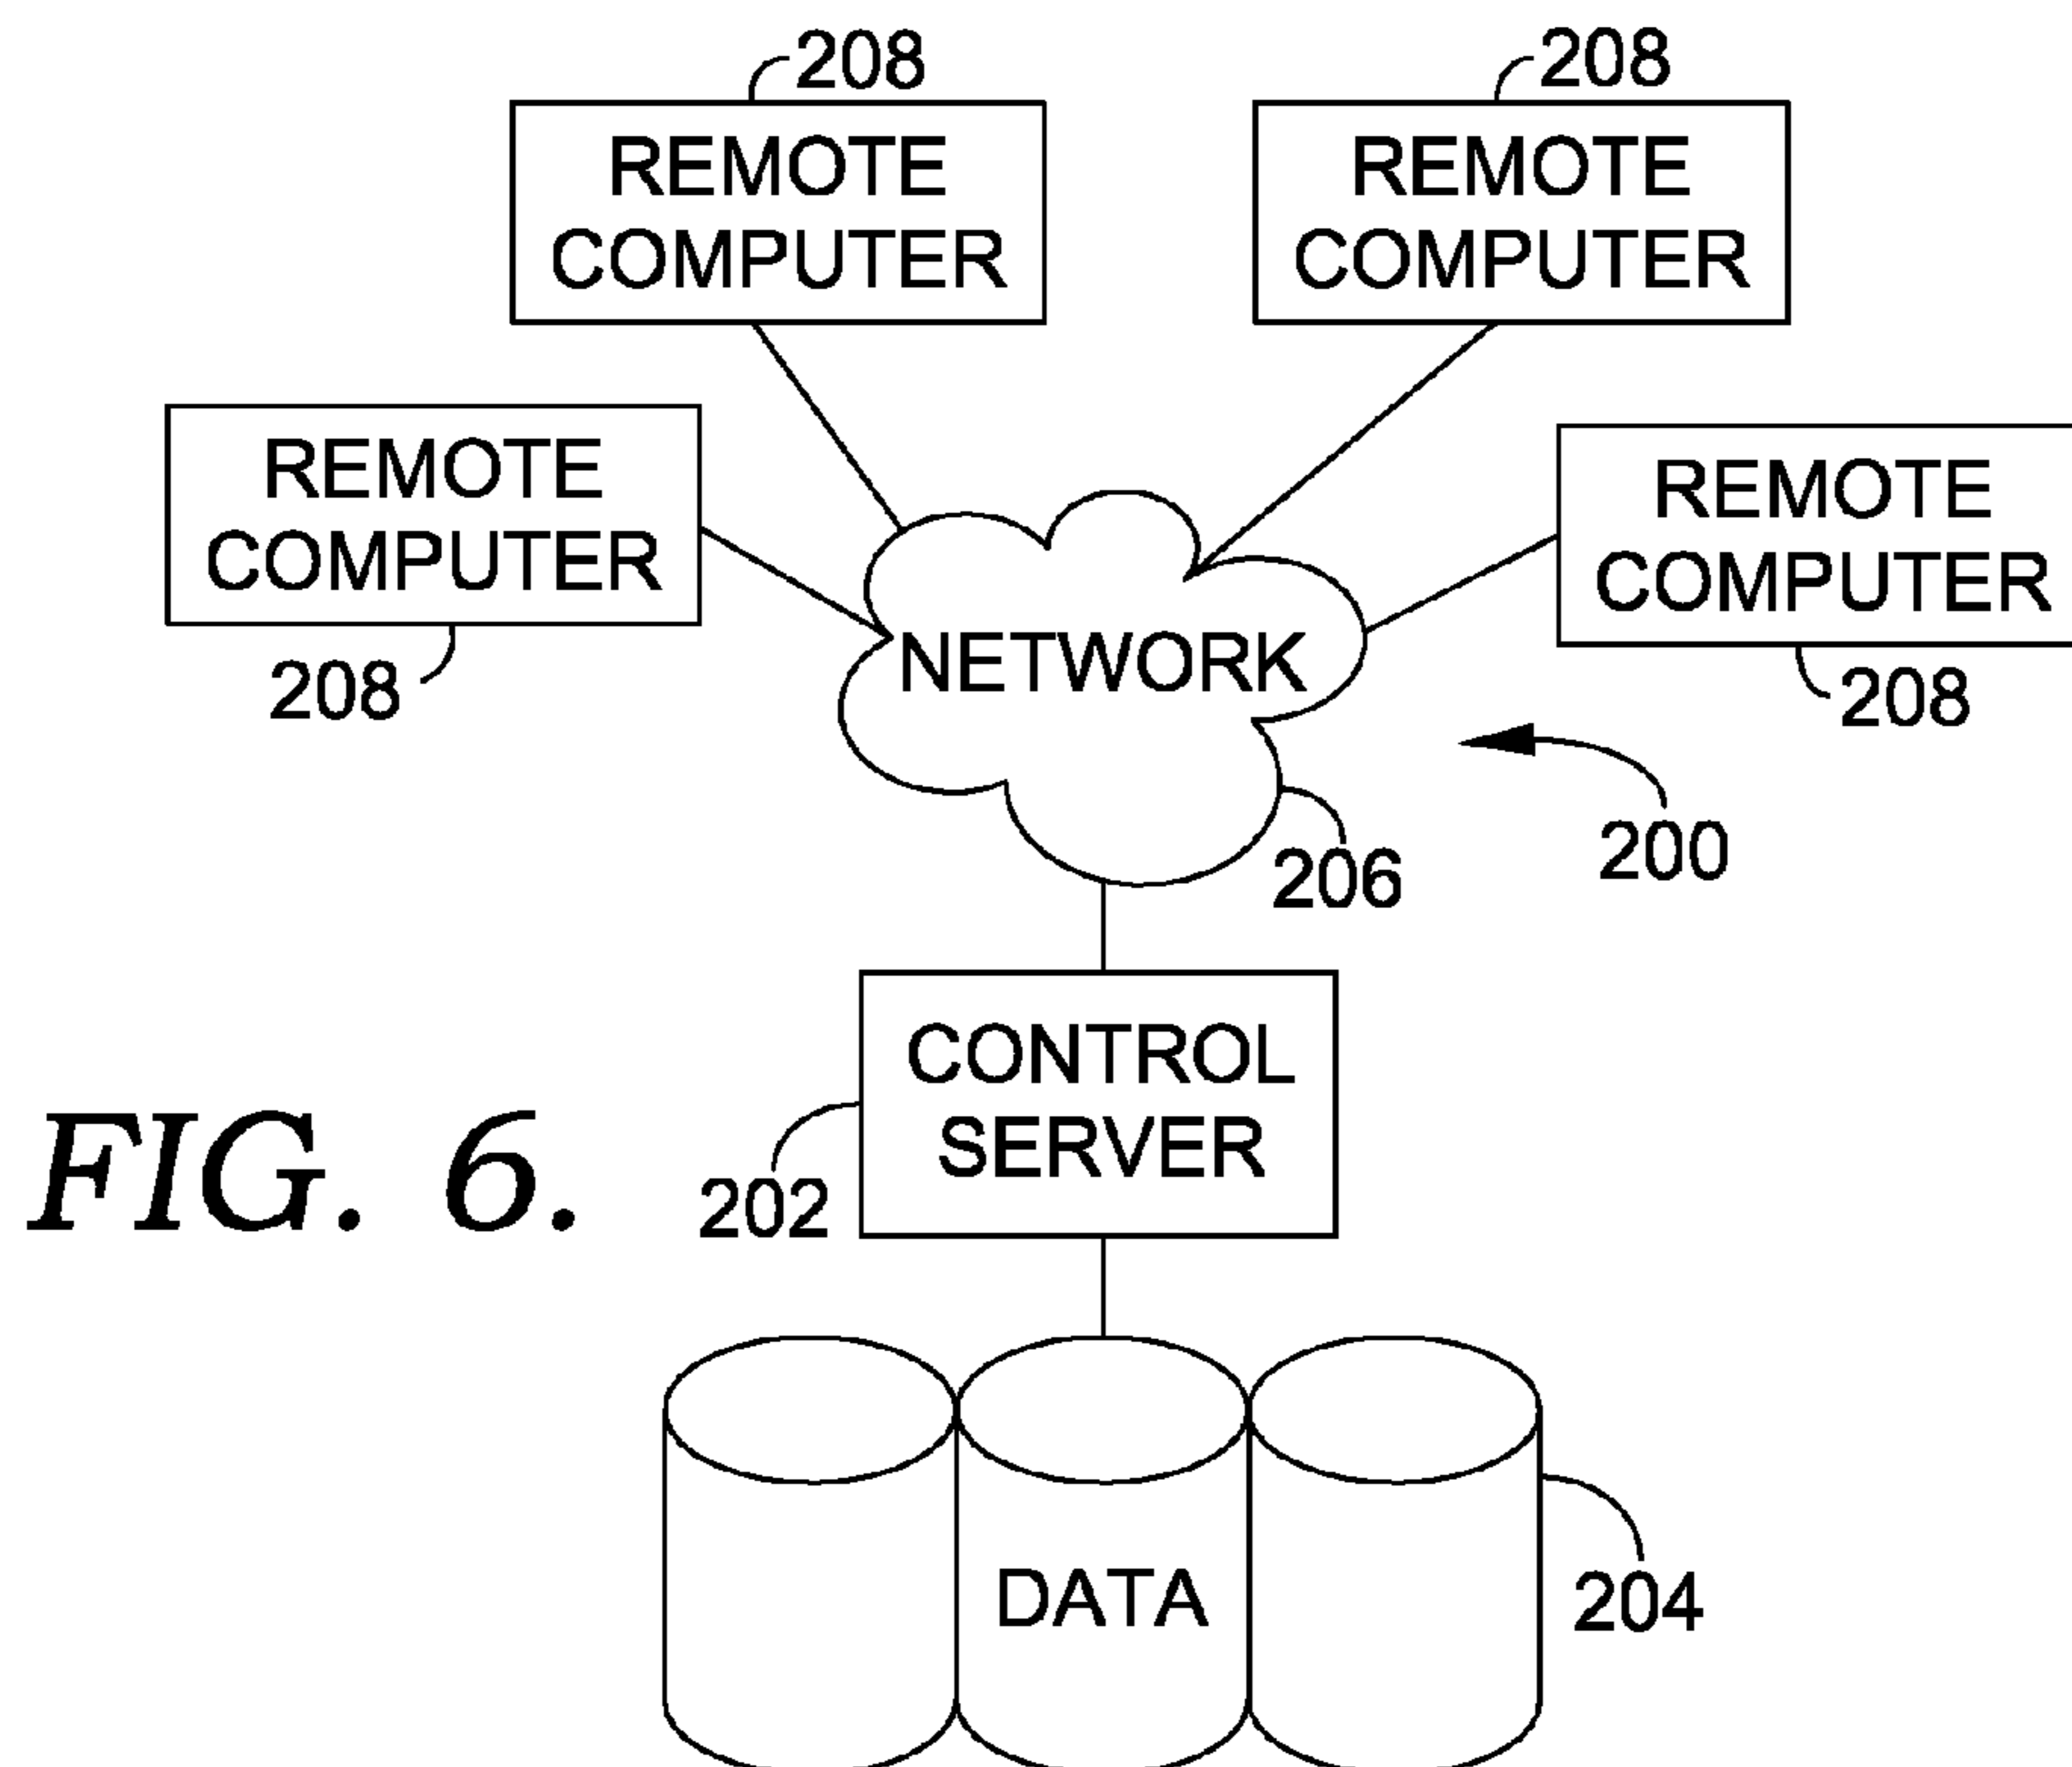 208
208
REMOTE
COMPUTER
REMOTE
COMPUTER
REMOTE
COMPUTER
REMOTE
COMPUTER
208
208
NETWORK
200
206
CONTROL
SERVER
202
FIG. 6.
DATA
204